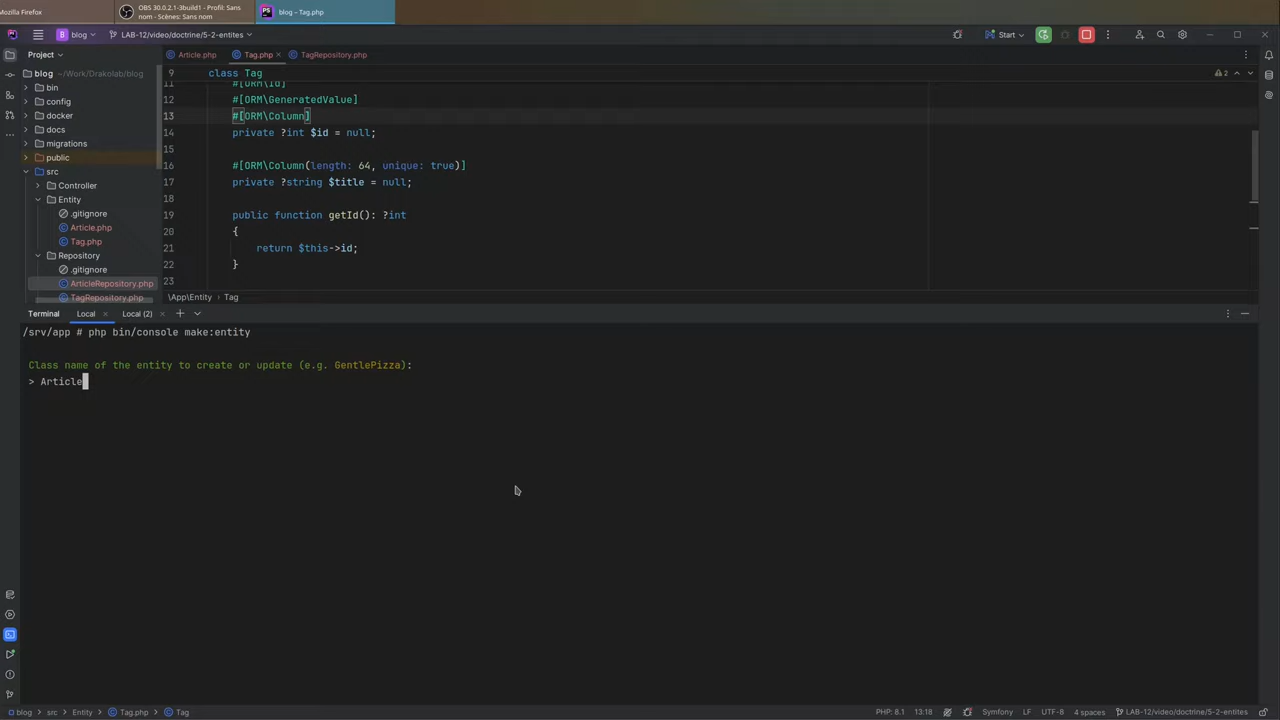 Mozilla Firefox
OBS 30.0.2.1-3build1 - Profil: Sans
nom - Scènes: Sans nom
blog – Tag.php
blog
LAB-12/video/doctrine/5-2-entites
Start
Project
Article.php
Tag.php
TagRepository.php
blog ~/Work/Drakolab/blog
bin
config
docker
docs
migrations
public
src
Controller
Entity
.gitignore
Article.php
Tag.php
Repository
.gitignore
ArticleRepository.php
TagRepository.php
9 class Tag
2
11 #[ORM\Id]
12 #[ORM\GeneratedValue]
13 #[ORM\Column]
14 private ?int $id = null;
15
16 #[ORM\Column(length: 64, unique: true)]
17 private ?string $title = null;
18
19 public function getId(): ?int
20 {
21 return $this->id;
22 }
23
\App\Entity › Tag
Terminal
Local
Local (2)
/srv/app # php bin/console make:entity
Class name of the entity to create or update (e.g. GentlePizza):
> Article
blog › src › Entity › Tag.php › Tag
PHP: 8.1
13:18
Symfony
LF
UTF-8
4 spaces
LAB-12/video/doctrine/5-2-entites